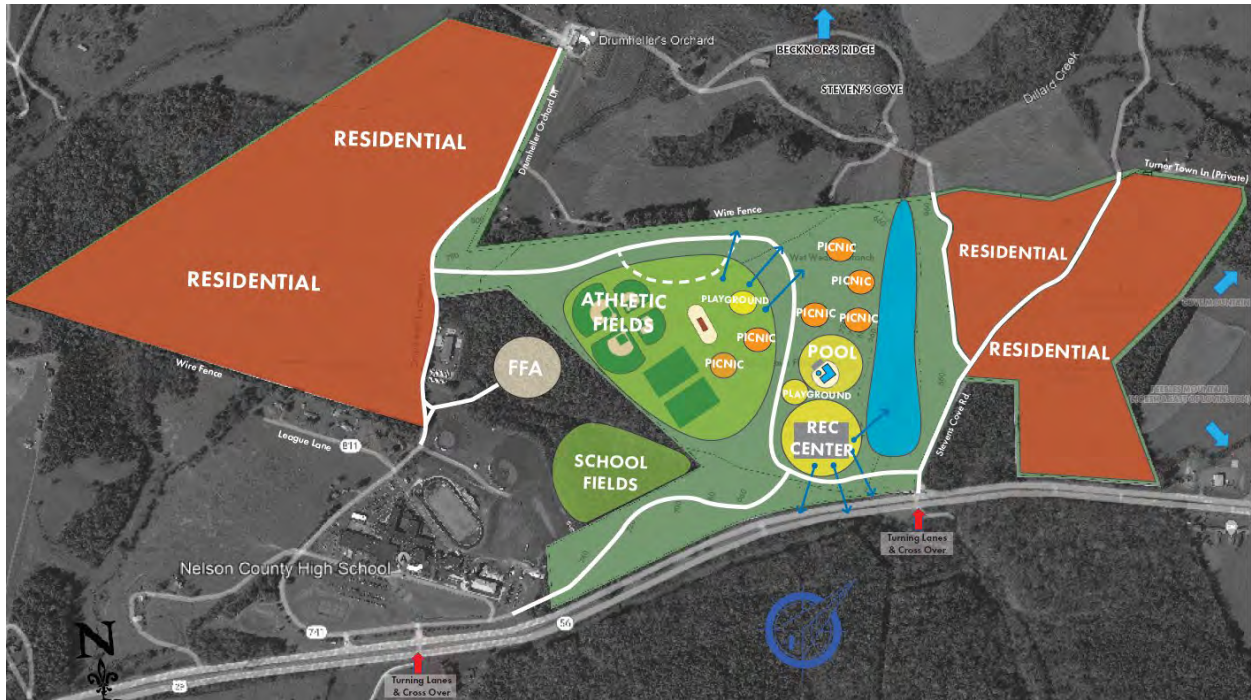 BECKNOR'S RIDGE
Drumheller's Orchard
STEVEN'S COVE
Dillard Creek
RESIDENTIAL
Drumheller Orchard Ln
Turner Town Ln (Private)
Wire Fence
PICNIC
RESIDENTIAL
RESIDENTIAL
PICNIC
ATHLETIC
FIELDS
PLAYGROUND
PICNIC
PICNIC
PICNIC
PICNIC
POOL
RESIDENTIAL
FFA
PLAYGROUND
Wire Fence
REC
CENTER
Stevens Cove Rd.
League Lane
811
SCHOOL
FIELDS
Turning Lanes
& Cross Over
Nelson County High School
A
56
29
N
Turning Lanes
& Cross Over